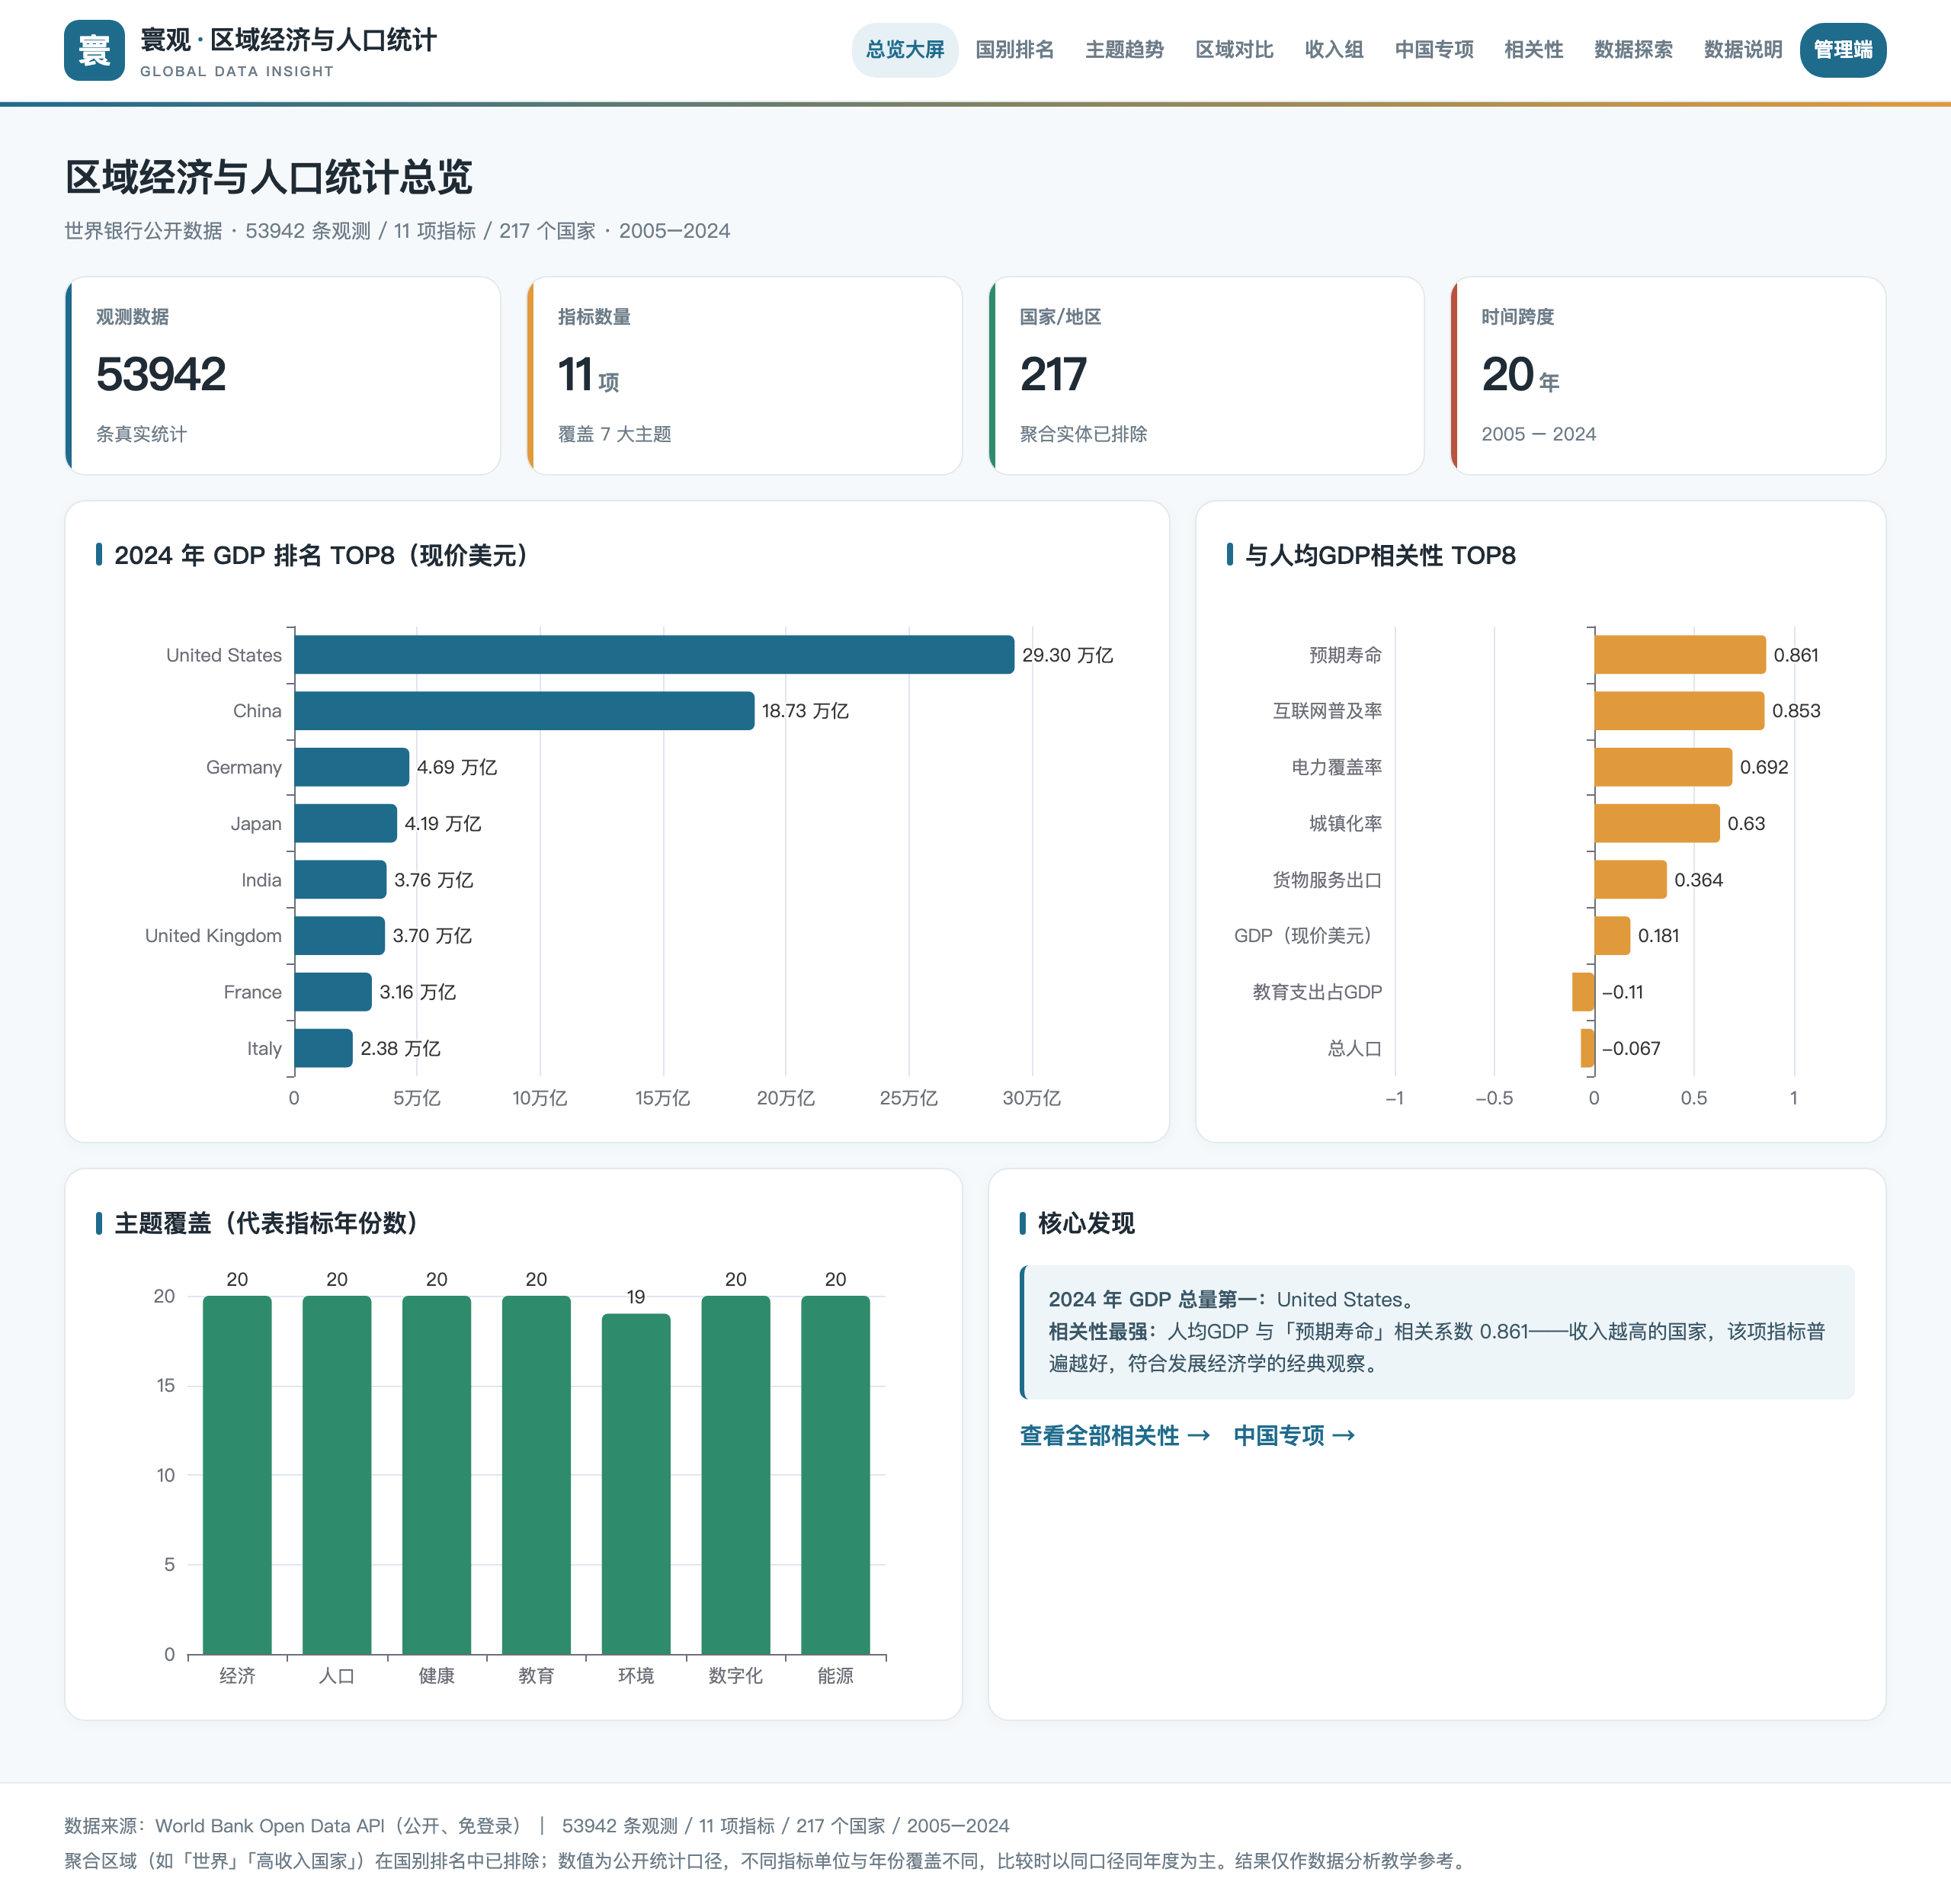 寰
寰观·区域经济与人口统计
GLOBAL DATA INSIGHT
总览大屏
国别排名
主题趋势
区域对比
收入组
中国专项
相关性
数据探索
数据说明
管理端
区域经济与人口统计总览
世界银行公开数据 · 53942 条观测 / 11 项指标 / 217 个国家 · 2005—2024
观测数据
53942
条真实统计
指标数量
11 项
覆盖 7 大主题
国家/地区
217
聚合实体已排除
时间跨度
20 年
2005 — 2024
2024 年 GDP 排名 TOP8（现价美元）
United States
29.30 万亿
China
18.73 万亿
Germany
4.69 万亿
Japan
4.19 万亿
India
3.76 万亿
United Kingdom
3.70 万亿
France
3.16 万亿
Italy
2.38 万亿
0
5万亿
10万亿
15万亿
20万亿
25万亿
30万亿
与人均GDP相关性 TOP8
预期寿命
0.861
互联网普及率
0.853
电力覆盖率
0.692
城镇化率
0.63
货物服务出口
0.364
GDP（现价美元）
0.181
教育支出占GDP
-0.11
总人口
-0.067
-1
-0.5
0
0.5
1
主题覆盖（代表指标年份数）
20
20
20
20
19
20
20
20
15
10
5
0
经济
人口
健康
教育
环境
数字化
能源
核心发现
2024 年 GDP 总量第一：United States。
相关性最强：人均GDP 与「预期寿命」相关系数 0.861——收入越高的国家，该项指标普
遍越好，符合发展经济学的经典观察。
查看全部相关性 →
中国专项 →
数据来源：World Bank Open Data API（公开、免登录） ｜ 53942 条观测 / 11 项指标 / 217 个国家 / 2005—2024
聚合区域（如「世界」「高收入国家」）在国别排名中已排除；数值为公开统计口径，不同指标单位与年份覆盖不同，比较时以同口径同年度为主。结果仅作数据分析教学参考。